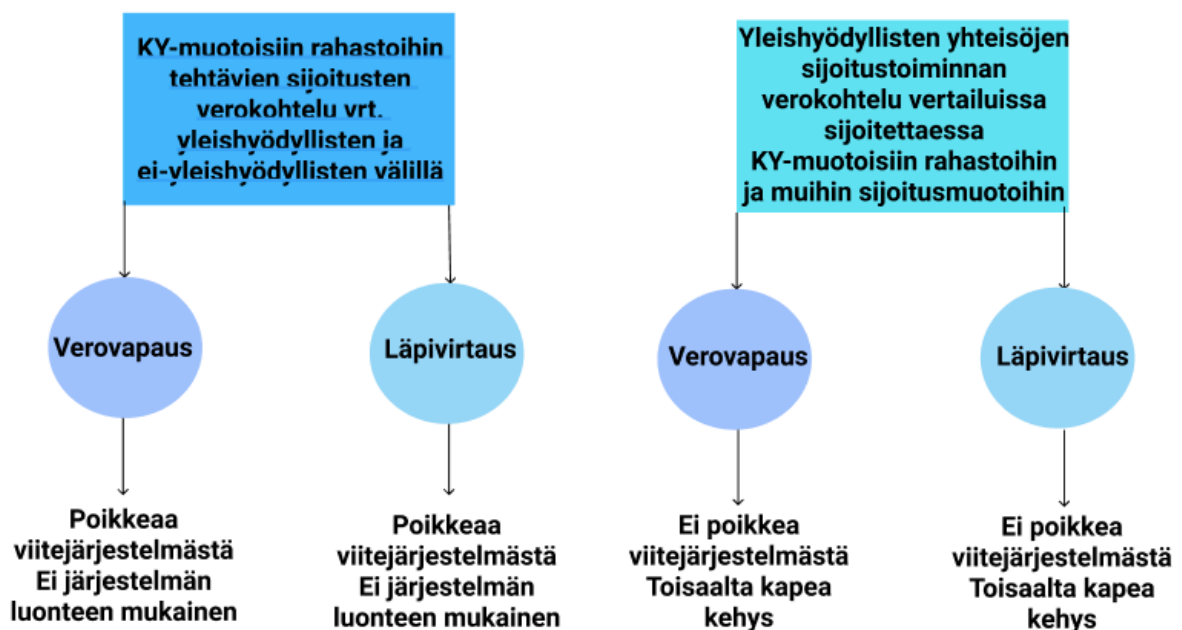 KY-muotoisiin rahastoihin
tehtävien sijoitusten
verokohtelu vrt.
yleishyödyllisten ja
ei-yleishyödyllisten välillä
Yleishyödyllisten yhteisöjen
sijoitustoiminnan
verokohtelu vertailuissa
sijoitettaessa
KY-muotoisiin rahastoihin
ja muihin sijoitusmuotoihin
Verovapaus
Läpivirtaus
Verovapaus
Läpivirtaus
Poikkeaa
viitejärjestelmästä
Ei järjestelmän
luonteen mukainen
Poikkeaa
viitejärjestelmästä
Ei järjestelmän
luonteen mukainen
Ei poikkea
viitejärjestelmästä
Toisaalta kapea
kehys
Ei poikkea
viitejärjestelmästä
Toisaalta kapea
kehys